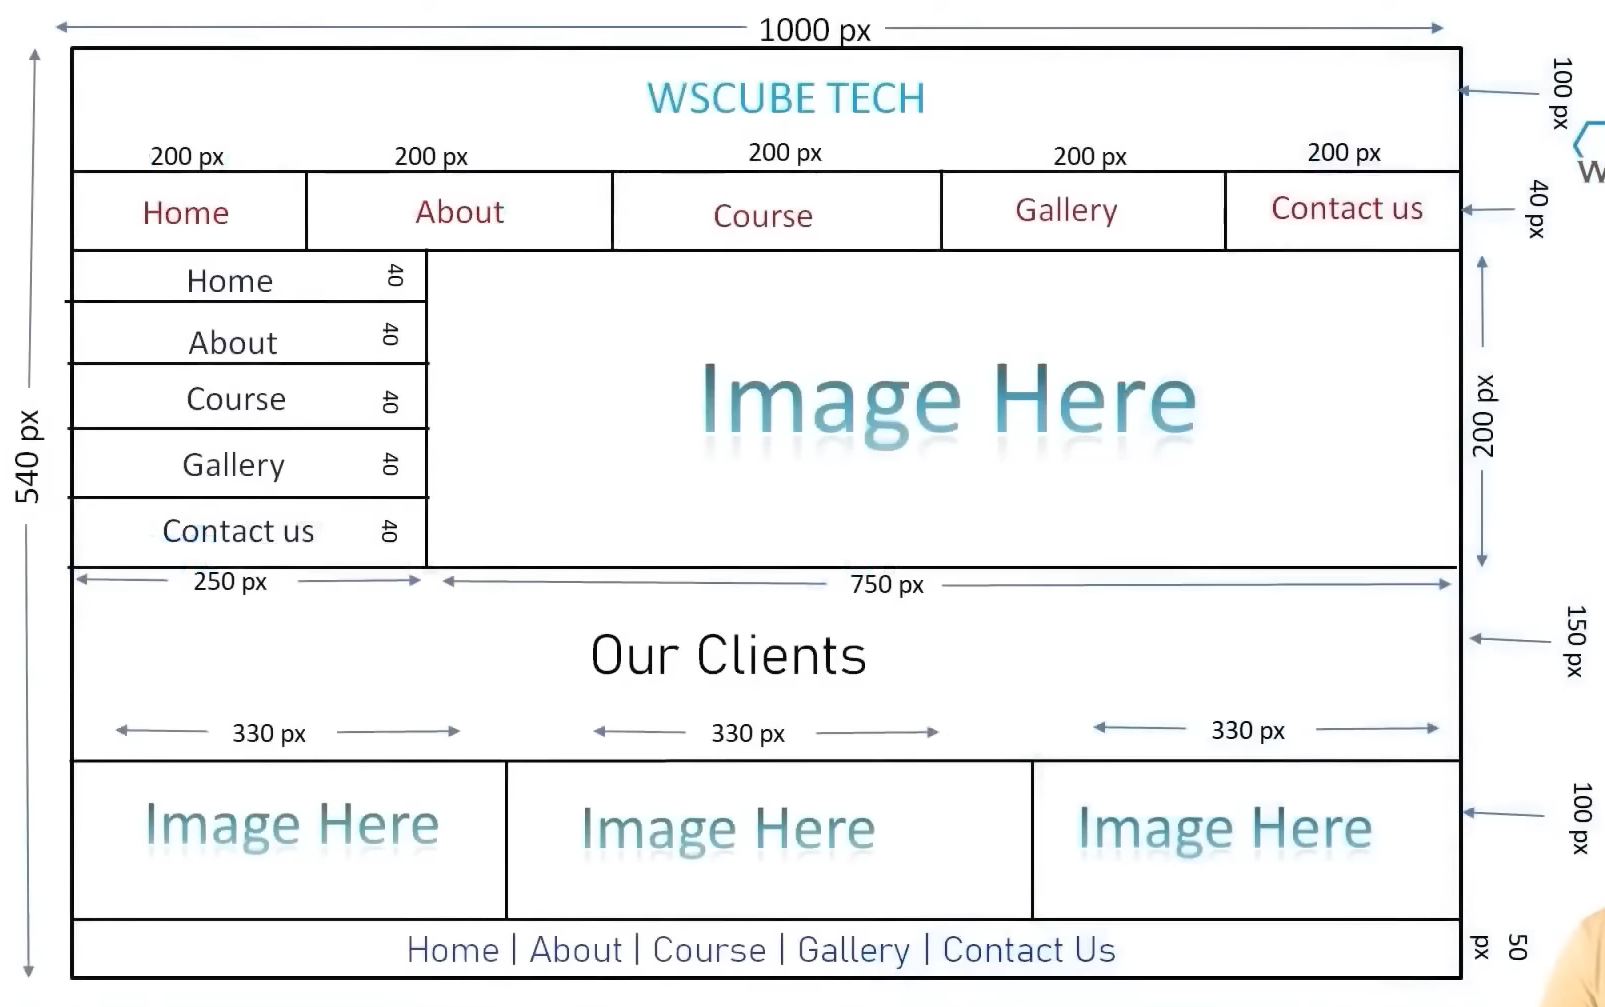 1000 px
WSCUBE TECH
100 px
200 px 200 px 200 px 200 px 200 px
Home About Course Gallery Contact us
40 px
Home 40
About 40
Course 40
Gallery 40
Contact us 40
Image Here
200 px
540 px
250 px 750 px
Our Clients
150 px
330 px 330 px 330 px
Image Here Image Here Image Here
100 px
Home | About | Course | Gallery | Contact Us
50 px